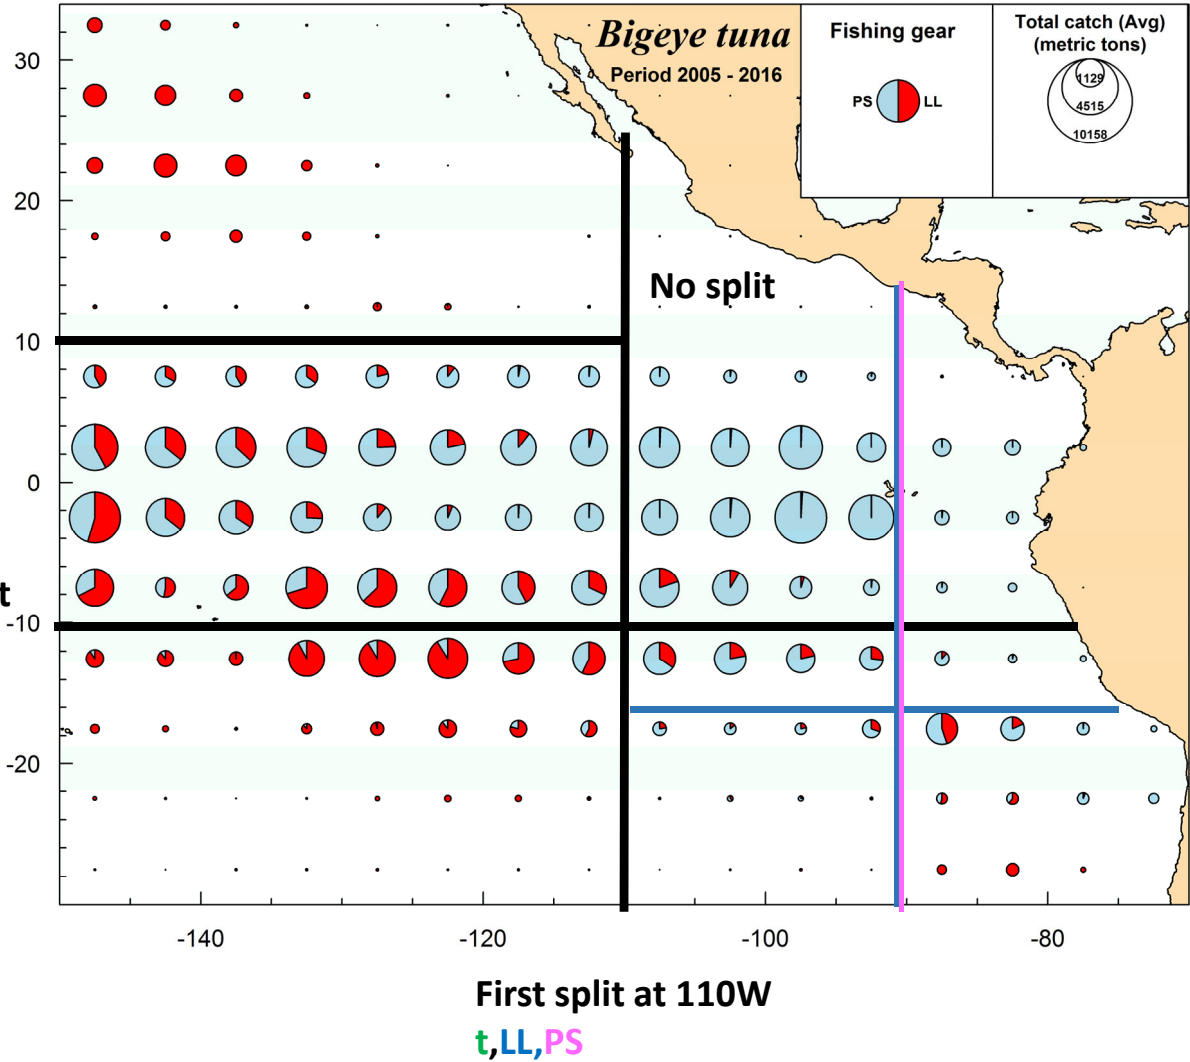 Bigeye tuna
Period 2005 - 2016
Fishing gear
PS LL
Total catch (Avg)
(metric tons)
1129
4515
10158
No split
30
20
10
0
-10
-20
t
-140 -120 -100 -80
First split at 110W
t,LL,PS